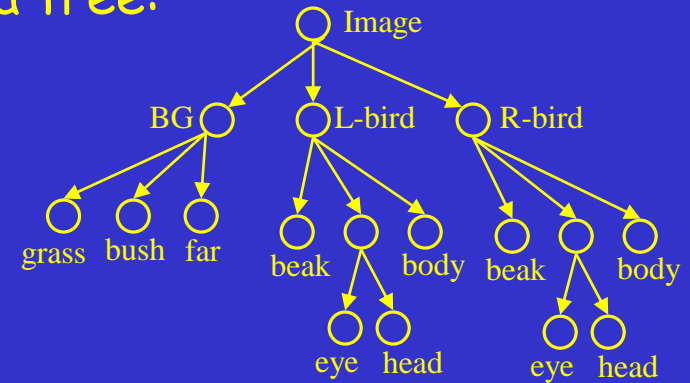 a tree:
Image
BG L-bird R-bird
grass bush far beak body beak body
eye head eye head